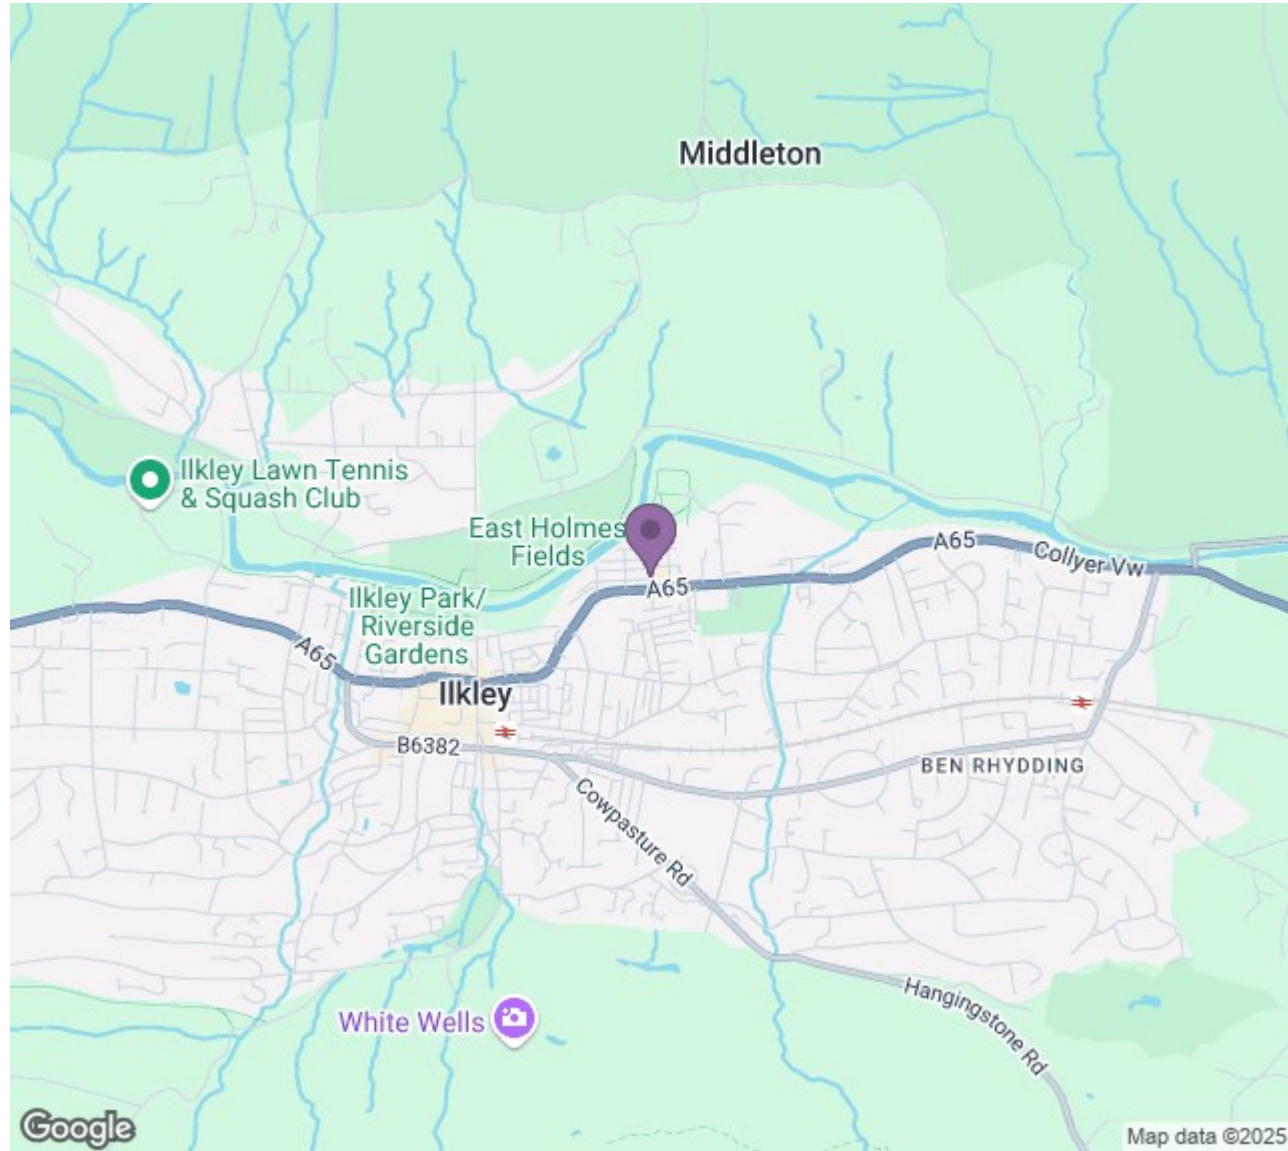 Middleton
Ilkley Lawn Tennis
& Squash Club
East Holmes
Fields
A65
Collyer Vw
A65
Ilkley Park/
Riverside
Gardens
A65
Ilkley
B6382
BEN RHYDDING
Cowpasture Rd
Hangingstone Rd
White Wells
Google
Map data ©2025